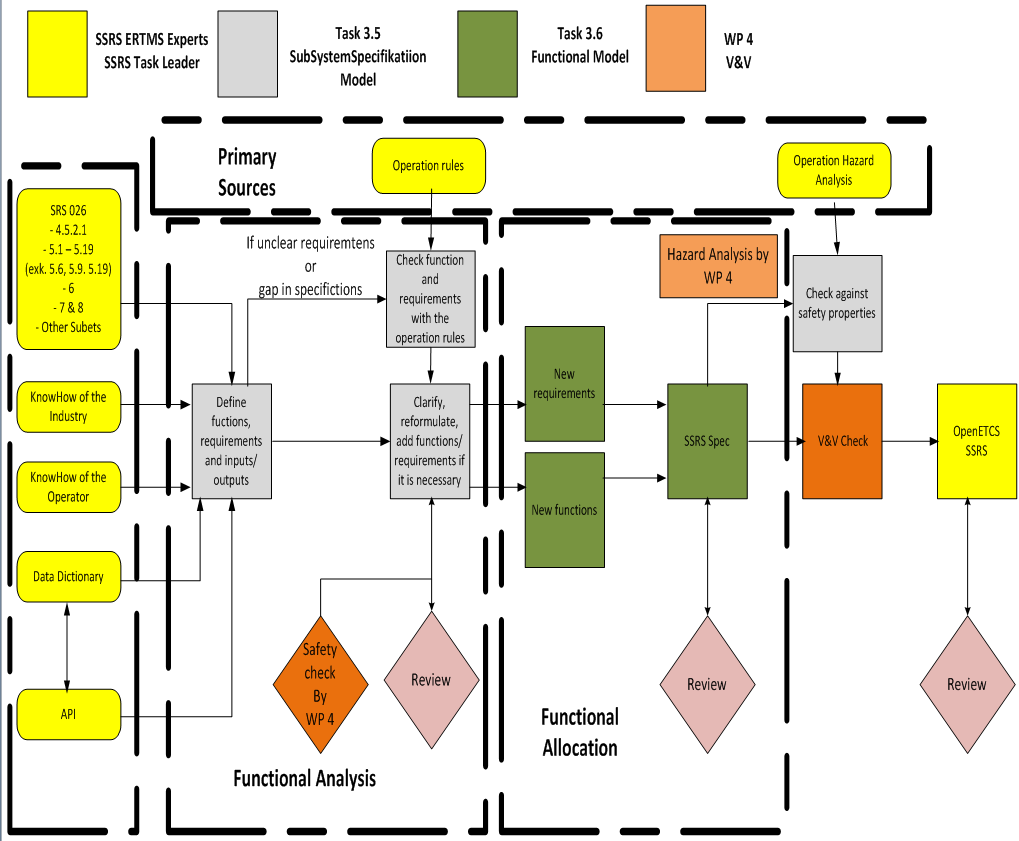 SSRS ERTMS Experts
SSRS Task Leader
Task 3.5
SubSystemSpecifikatiion
Model
Task 3.6
Functional Model
WP 4
V&V
Primary
Sources
Operation rules
Operation Hazard
Analysis
SRS 026
- 4.5.2.1
- 5.1 – 5.19
(exk. 5.6, 5.9. 5.19)
- 6
- 7 & 8
- Other Subets
If unclear requiremtens
or
gap in specifictions
Check function
and
requirements
with the
operation rules
Hazard Analysis by
WP 4
Check against
safety properties
KnowHow of the
Industry
KnowHow of the
Operator
Data Dictionary
API
Define
fuctions,
requirements
and inputs/
outputs
Clarify,
reformulate,
add functions/
requirements if
it is necessary
New
requirements
New functions
SSRS Spec
V&V Check
OpenETCS
SSRS
Safety
check
By
WP 4
Review
Review
Review
Functional Analysis
Functional
Allocation